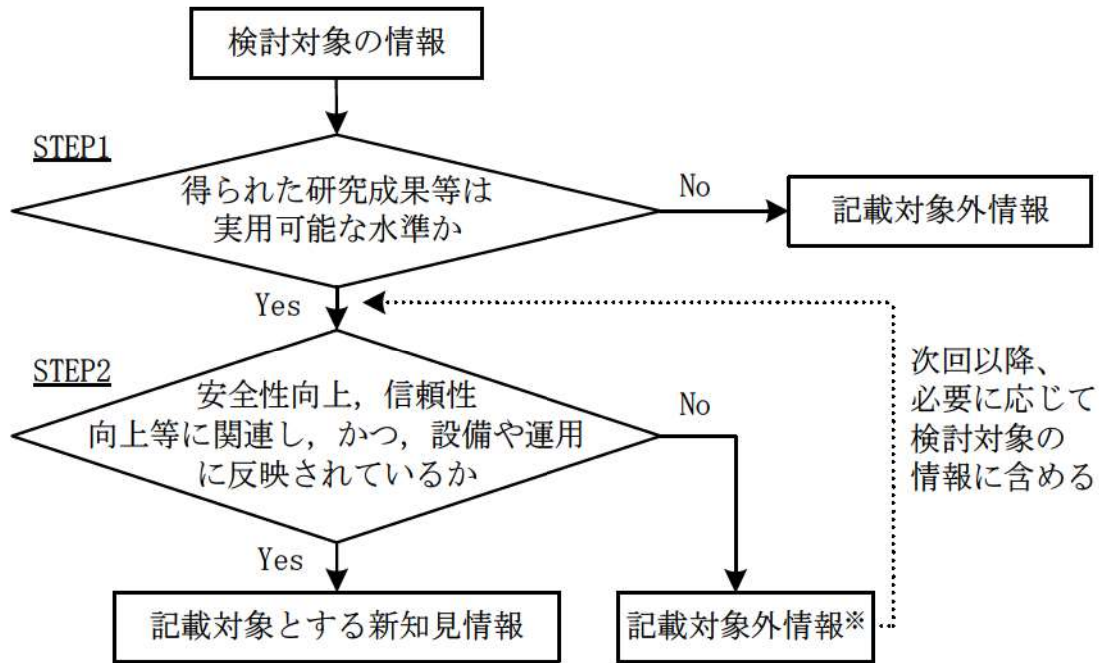 検討対象の情報
STEP1
得られた研究成果等は
実用可能な水準か
No
記載対象外情報
Yes
STEP2
安全性向上，信頼性
向上等に関連し，かつ，設備や運用
に反映されているか
No
次回以降、
必要に応じて
検討対象の
情報に含める
Yes
記載対象とする新知見情報
記載対象外情報※